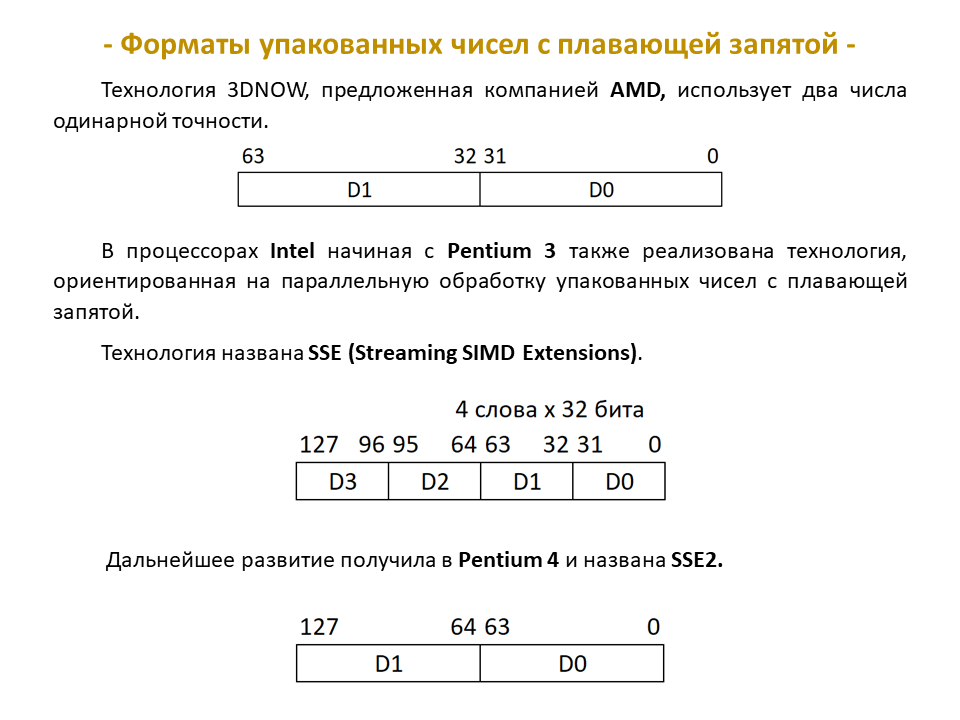 - Форматы упакованных чисел с плавающей запятой -
Технология 3DNOW, предложенная компанией AMD, использует два числа
одинарной точности.
63 32 31 0
D1 D0
В процессорах Intel начиная с Pentium 3 также реализована технология,
ориентированная на параллельную обработку упакованных чисел с плавающей
запятой.
Технология названа SSE (Streaming SIMD Extensions).
4 слова x 32 бита
127 96 95 64 63 32 31 0
D3 D2 D1 D0
Дальнейшее развитие получила в Pentium 4 и названа SSE2.
127 64 63 0
D1 D0